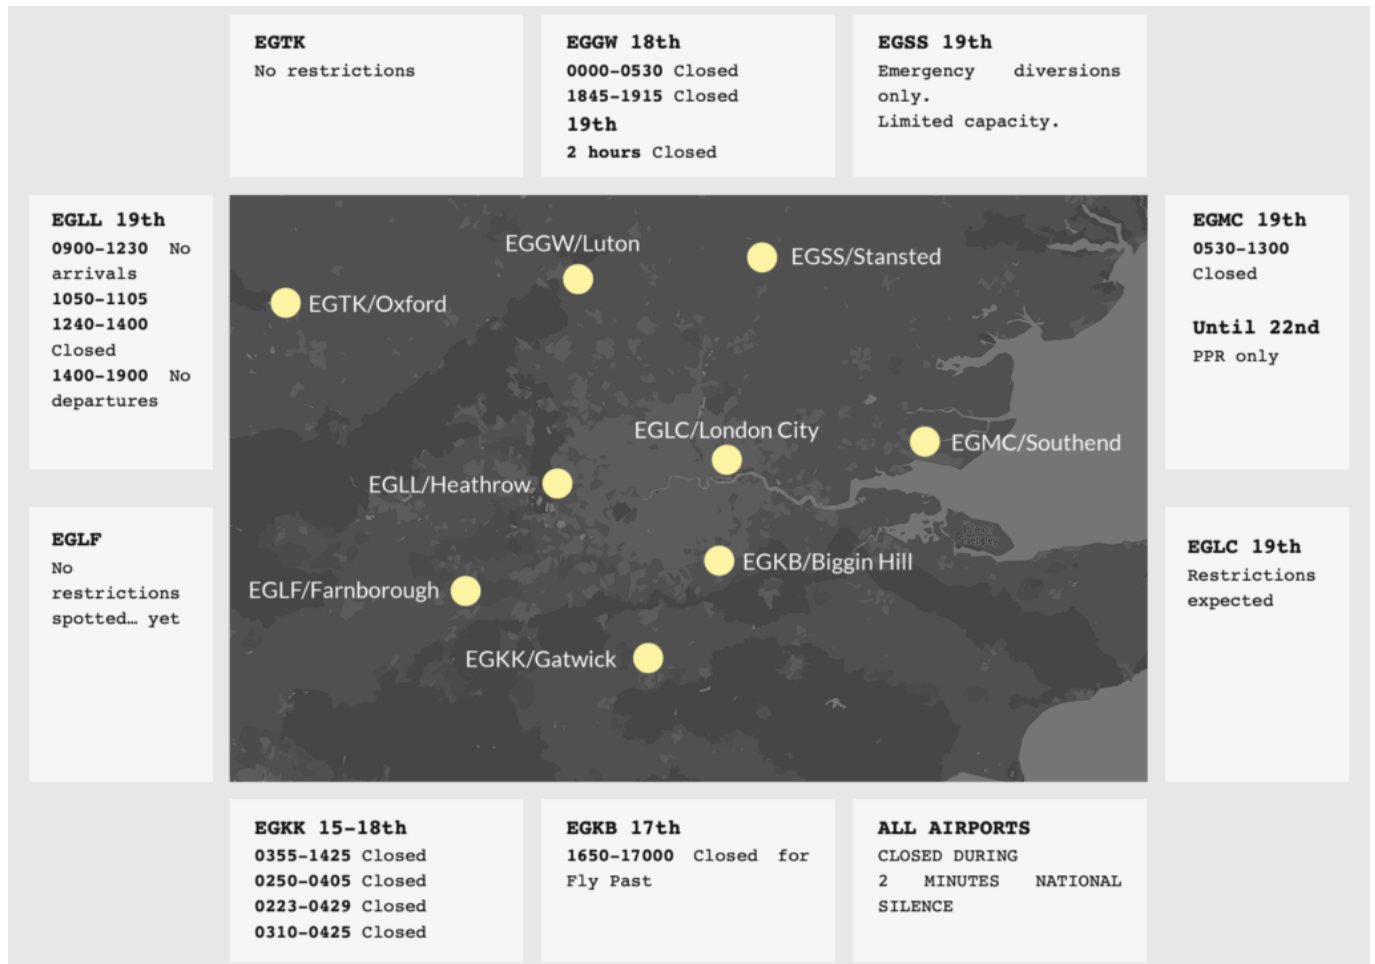 EGTK
No restrictions
EGGW 18th
0000-0530 Closed
1845-1915 Closed
19th
2 hours Closed
EGSS 19th
Emergency diversions
only.
Limited capacity.
EGLL 19th
0900-1230 No
arrivals
1050-1105
1240-1400
Closed
1400-1900 No
departures
EGLF
No
restrictions
spotted… yet
EGGW/Luton
EGSS/Stansted
EGTK/Oxford
EGLC/London City
EGMC/Southend
EGLL/Heathrow
Isle of
Sheppey
EGKB/Biggin Hill
EGLF/Farnborough
EGKK/Gatwick
EGMC 19th
0530-1300
Closed
Until 22nd
PPR only
EGLC 19th
Restrictions
expected
EGKK 15-18th
0355-1425 Closed
0250-0405 Closed
0223-0429 Closed
0310-0425 Closed
EGKB 17th
1650-17000 Closed for
Fly Past
ALL AIRPORTS
CLOSED DURING
2 MINUTES NATIONAL
SILENCE